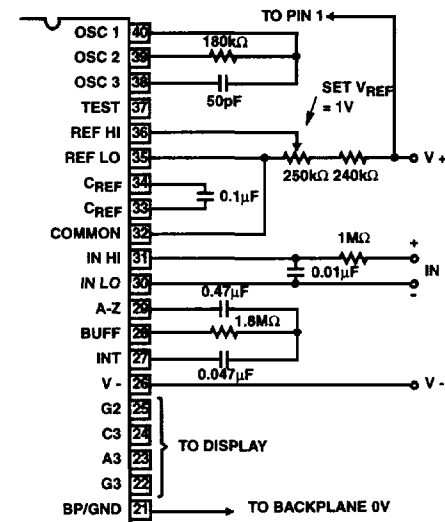 TO PIN 1
OSC 1 40
180kΩ
OSC 2 39
OSC 3 38
50pF
TEST 37
SET VREF = 1V
REF HI 36
REF LO 35
V +
250kΩ 240kΩ
CREF 34
0.1µF
CREF 33
COMMON 32
1MΩ
+
IN HI 31
0.01µF
IN
IN LO 30
-
0.47µF
A-Z 29
1.8MΩ
BUFF 28
INT 27
0.047µF
V - 26
V -
G2 25
C3 24
TO DISPLAY
A3 23
G3 22
BP/GND 21
TO BACKPLANE 0V